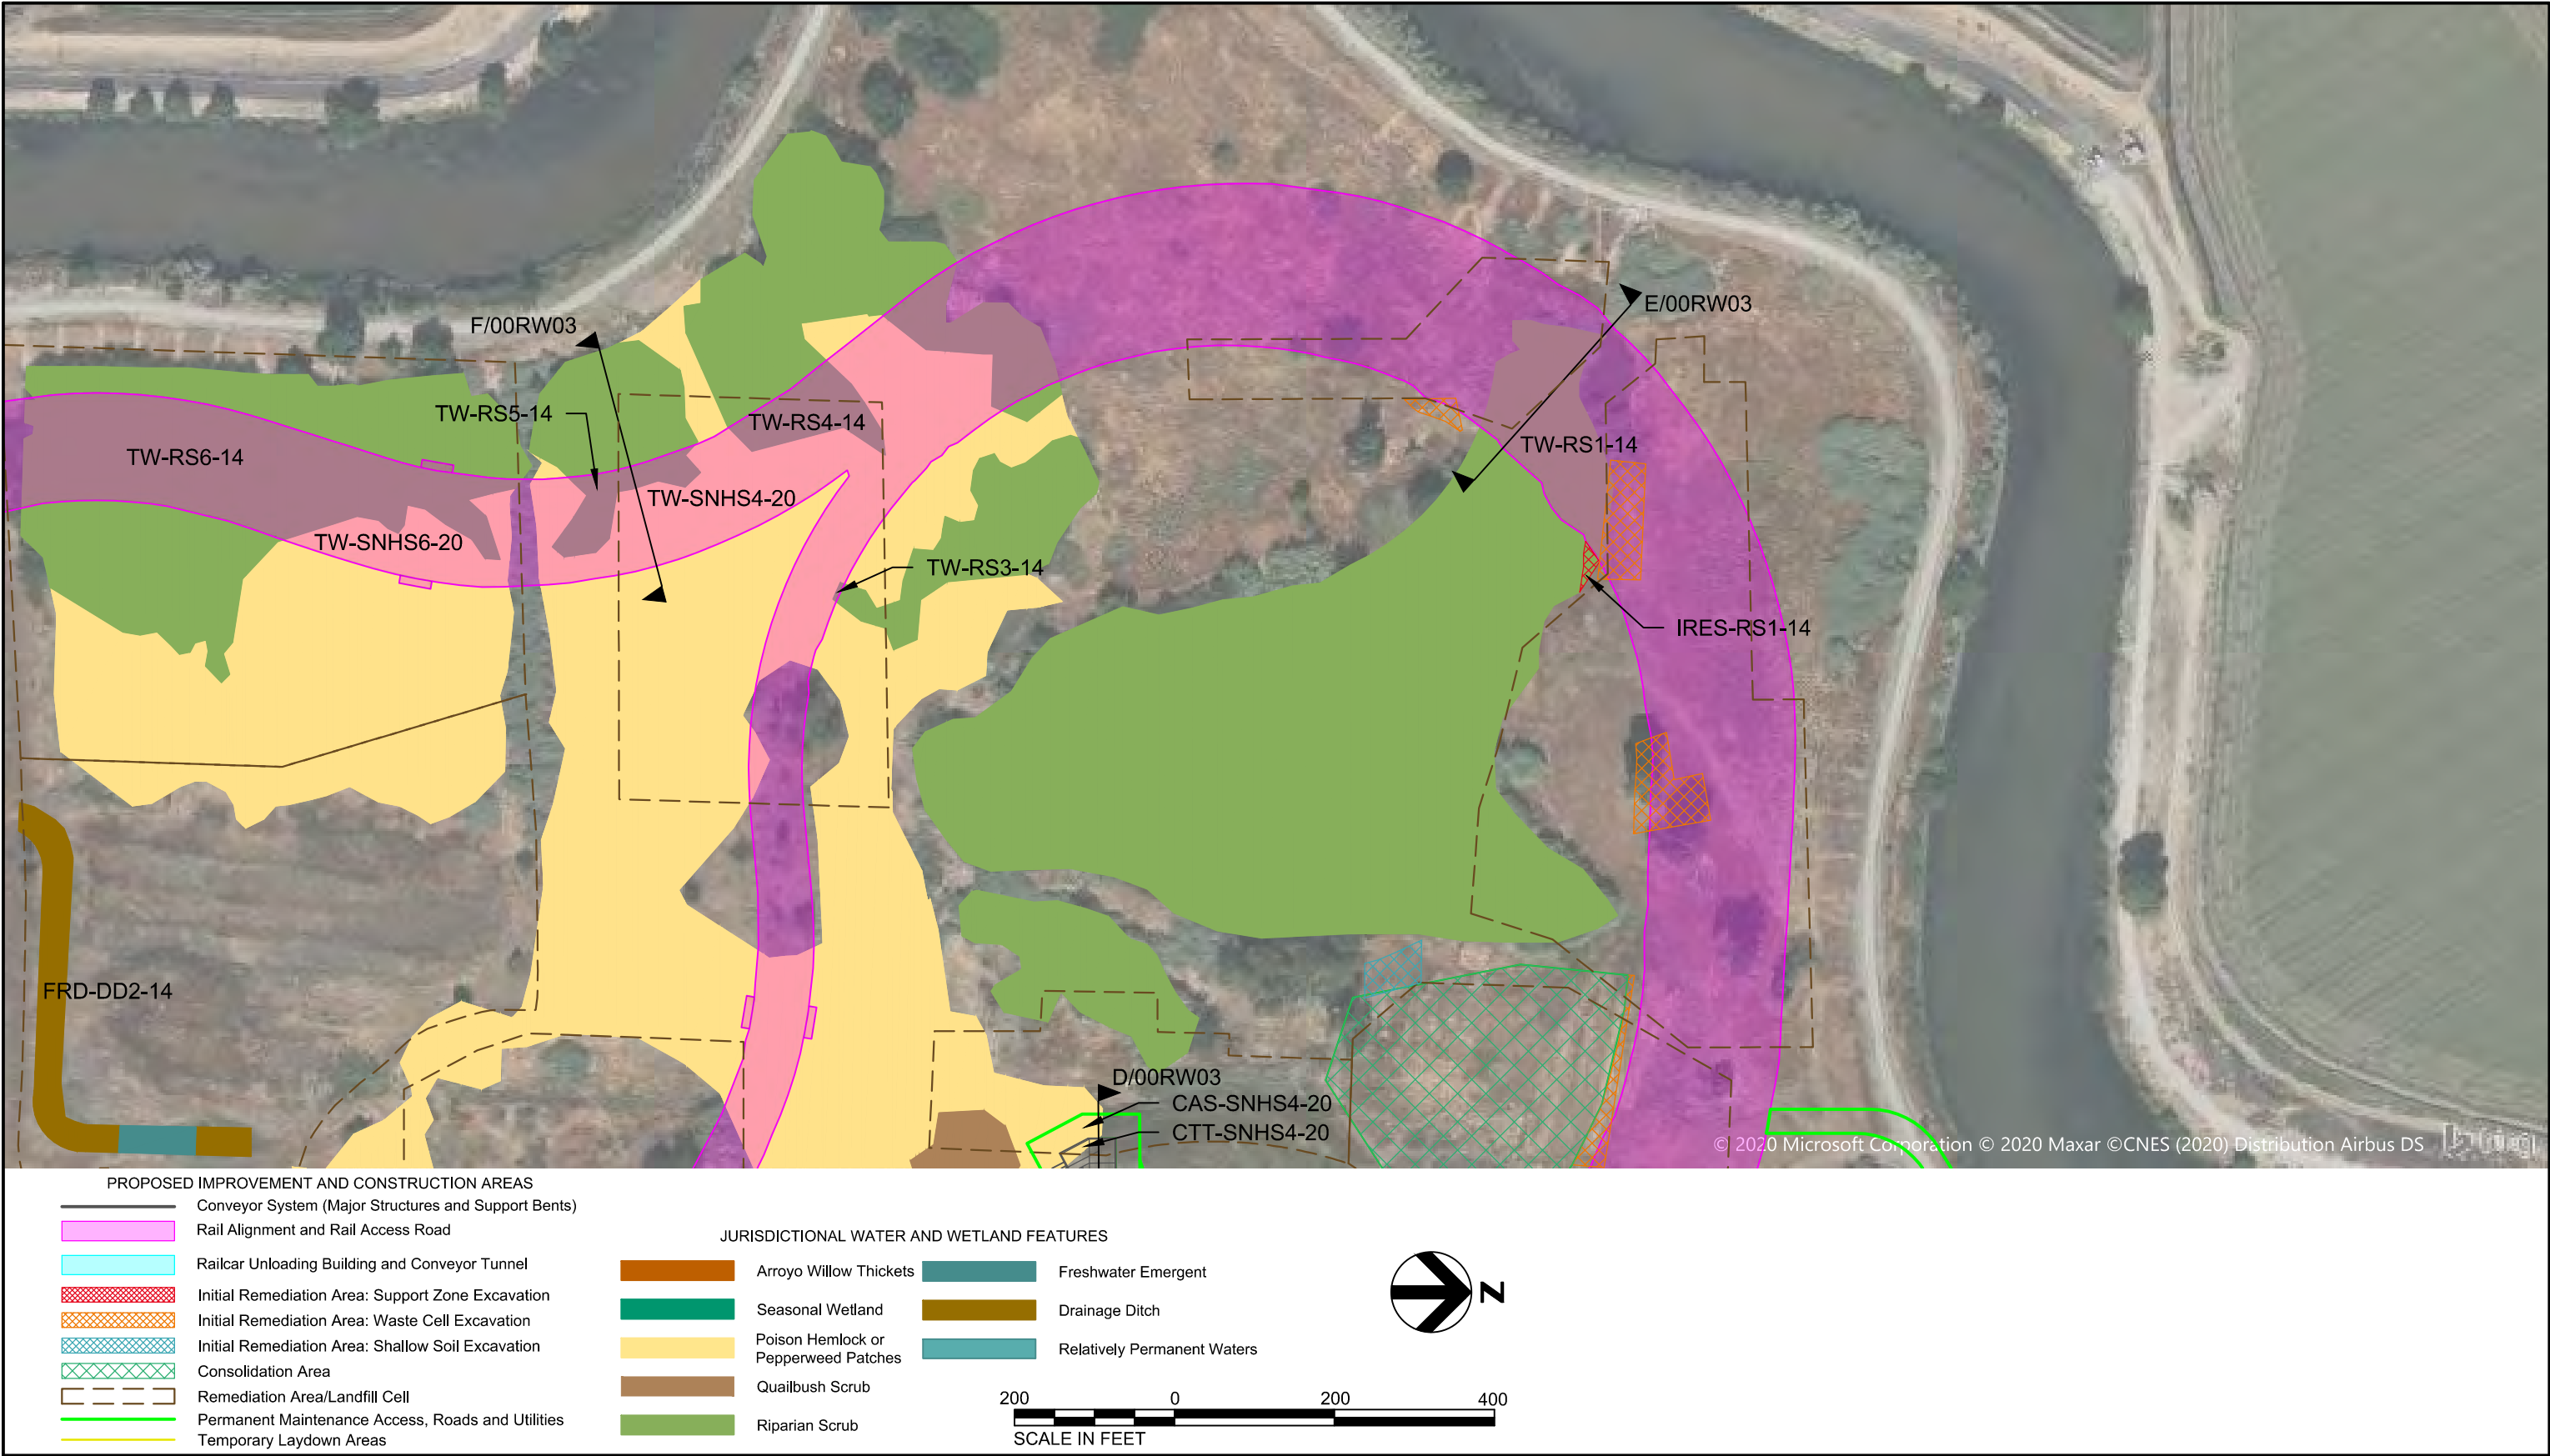 E/00RW03
F/00RW03
TW-RS5-14
TW-RS4-14
TW-RS1-14
TW-RS6-14
TW-SNHS4-20
TW-SNHS6-20
TW-RS3-14
IRES-RS1-14
FRD-DD2-14
D/00RW03
CAS-SNHS4-20
CTT-SNHS4-20
© 2020 Microsoft Corporation © 2020 Maxar ©CNES (2020) Distribution Airbus DS
PROPOSED IMPROVEMENT AND CONSTRUCTION AREAS
Conveyor System (Major Structures and Support Bents)
Rail Alignment and Rail Access Road
Railcar Unloading Building and Conveyor Tunnel
Initial Remediation Area: Support Zone Excavation
Initial Remediation Area: Waste Cell Excavation
Initial Remediation Area: Shallow Soil Excavation
Consolidation Area
Remediation Area/Landfill Cell
Permanent Maintenance Access, Roads and Utilities
Temporary Laydown Areas
JURISDICTIONAL WATER AND WETLAND FEATURES
Arroyo Willow Thickets
Seasonal Wetland
Poison Hemlock or
Pepperweed Patches
Quailbush Scrub
Riparian Scrub
Freshwater Emergent
Drainage Ditch
Relatively Permanent Waters
200 0 200 400
SCALE IN FEET
N